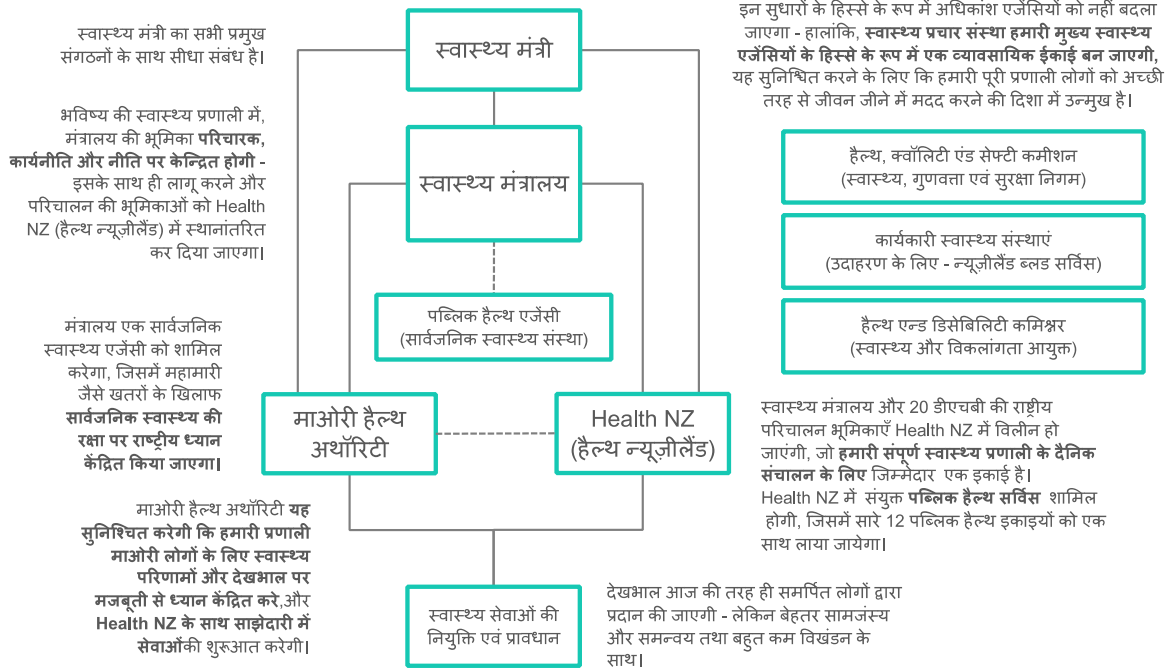 स्वास्थ्य मंत्री का सभी प्रमुख
संगठनों के साथ सीधा संबंध है।
भविष्य की स्वास्थ्य प्रणाली में,
मंत्रालय की भूमिका परिचारक,
कार्यनीति और नीति पर केन्द्रित होगी -
इसके साथ ही लागू करने और
परिचालन की भूमिकाओं को Health
NZ (हैल्थ न्यूज़ीलैंड) में स्थानांतरित
कर दिया जाएगा।
मंत्रालय एक सार्वजनिक
स्वास्थ्य एजेंसी को शामिल
करेगा, जिसमें महामारी
जैसे खतरों के खिलाफ
सार्वजनिक स्वास्थ्य की
रक्षा पर राष्ट्रीय ध्यान
केंद्रित किया जाएगा।
माओरी हैल्थ अथॉरिटी यह
सुनिश्चित करेगी कि हमारी प्रणाली
माओरी लोगों के लिए स्वास्थ्य
परिणामों और देखभाल पर
मजबूती से ध्यान केंद्रित करे,और
Health NZ के साथ साझेदारी में
सेवाओंकी शुरूआत करेगी।
स्वास्थ्य मंत्री
स्वास्थ्य मंत्रालय
पब्लिक हैल्थ एजेंसी
(सार्वजनिक स्वास्थ्य संस्था)
माओरी हैल्थ
अथॉरिटी
Health NZ
(हैल्थ न्यूज़ीलैंड)
स्वास्थ्य सेवाओं की
नियुक्ति एवं प्रावधान
इन सुधारों के हिस्से के रूप में अधिकांश एजेंसियों को नहीं बदला
जाएगा - हालांकि, स्वास्थ्य प्रचार संस्था हमारी मुख्य स्वास्थ्य
एजेंसियों के हिस्से के रूप में एक व्यावसायिक ईकाई बन जाएगी,
यह सुनिश्चित करने के लिए कि हमारी पूरी प्रणाली लोगों को अच्छी
तरह से जीवन जीने में मदद करने की दिशा में उन्मुख है।
हैल्थ, क्वॉलिटी एंड सेफ्टी कमीशन
(स्वास्थ्य, गुणवत्ता एवं सुरक्षा निगम)
कार्यकारी स्वास्थ्य संस्थाएं
(उदाहरण के लिए - न्यूज़ीलैंड ब्लड सर्विस)
हैल्थ एन्ड डिसेबिलिटी कमिश्नर
(स्वास्थ्य और विकलांगता आयुक्त)
स्वास्थ्य मंत्रालय और 20 डीएचबी की राष्ट्रीय
परिचालन भूमिकाएँ Health NZ में विलीन हो
जाएंगी, जो हमारी संपूर्ण स्वास्थ्य प्रणाली के दैनिक
संचालन के लिए जिम्मेदार एक इकाई है।
Health NZ में संयुक्त पब्लिक हैल्थ सर्विस शामिल
होगी, जिसमें सारे 12 पब्लिक हैल्थ इकाइयों को एक
साथ लाया जायेगा।
देखभाल आज की तरह ही समर्पित लोगों द्वारा
प्रदान की जाएगी - लेकिन बेहतर सामजंस्य
और समन्वय तथा बहुत कम विखंडन के
साथ।